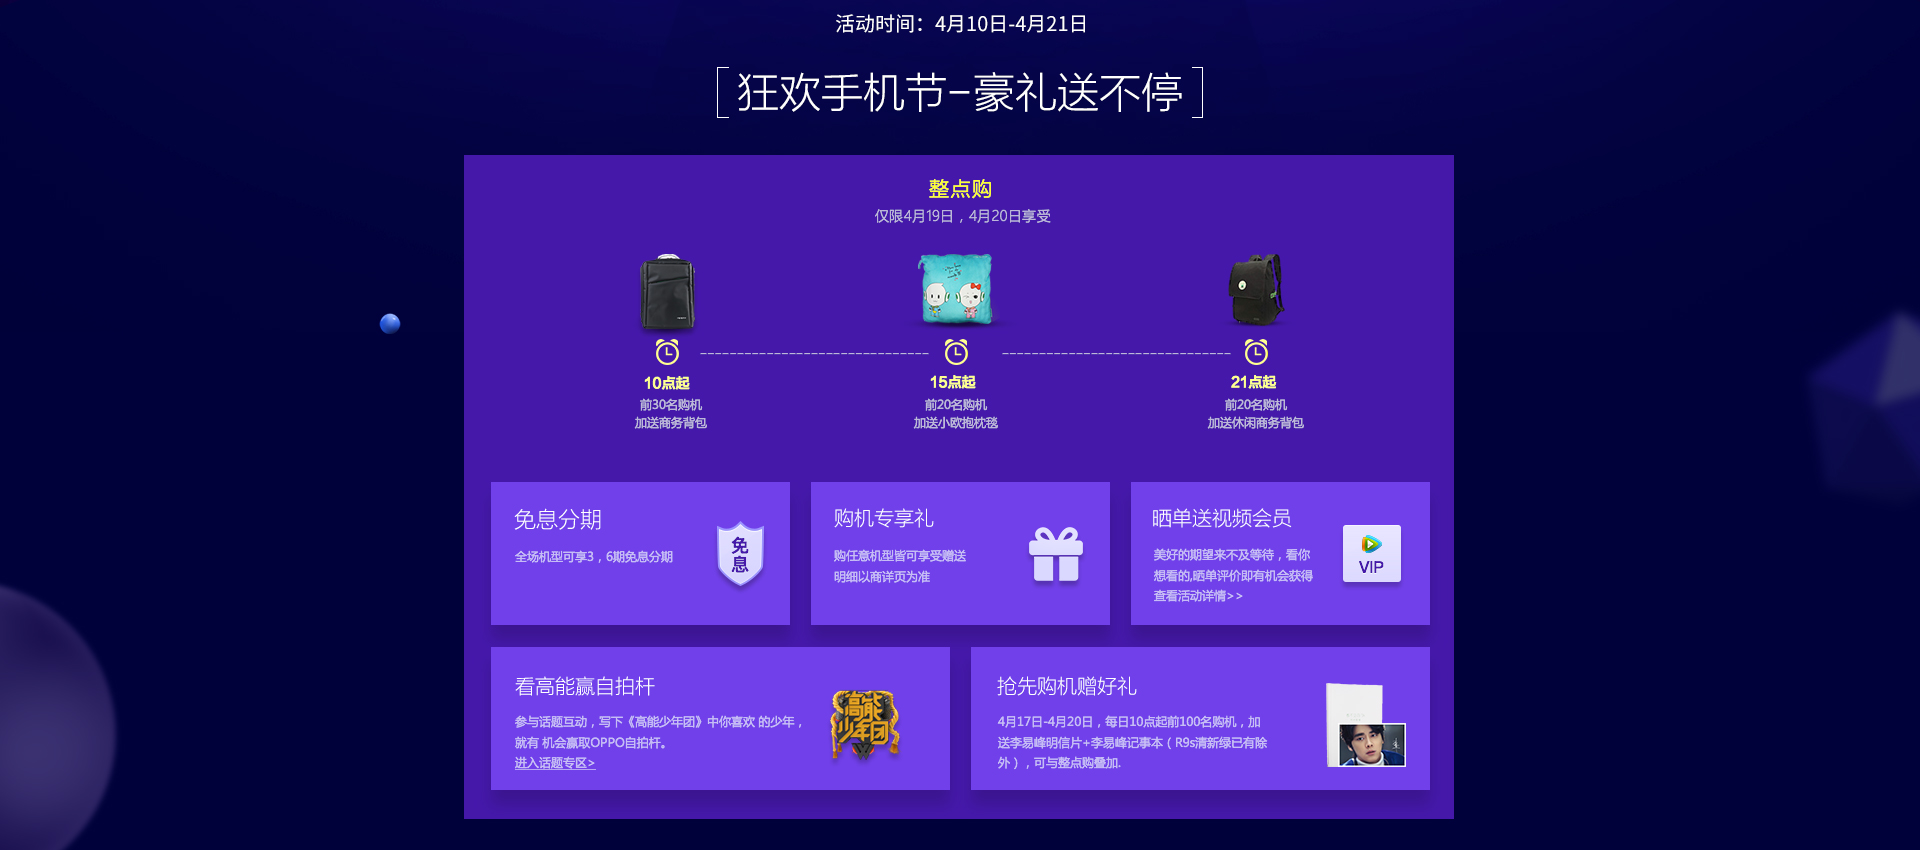 活动时间：4月10日-4月21日
狂欢手机节-豪礼送不停
整点购
仅限4月19日，4月20日享受
10点起
前30名购机
加送商务背包
15点起
前20名购机
加送小欧抱枕毯
21点起
前20名购机
加送休闲商务背包
免息分期
全场机型可享3，6期免息分期
免
息
购机专享礼
购任意机型皆可享受赠送
明细以商详页为准
晒单送视频会员
美好的期望来不及等待，看你
想看的,晒单评价即有机会获得
查看活动详情>>
VIP
看高能赢自拍杆
参与话题互动，写下《高能少年团》中你喜欢 的少年，
就有 机会赢取OPPO自拍杆。
进入话题专区>
高能
少年团
抢先购机赠好礼
4月17日-4月20日，每日10点起前100名购机，加
送李易峰明信片+李易峰记事本（R9s清新绿已有除
外），可与整点购叠加.